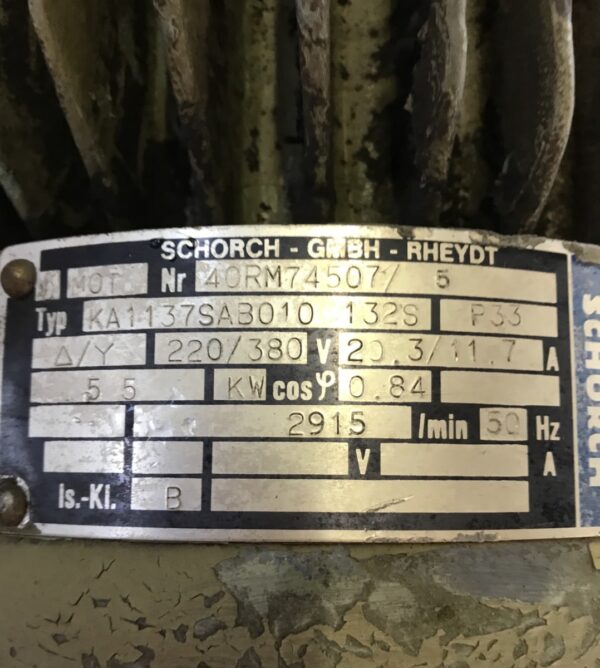 SCHORCH - GMBH - RHEYDT
MOT Nr 40RM74507/ 5
Typ KA1137SAB010 132S P33
Δ/Y 220/380 V 20.3/11.7 A
5 5 KW cosφ 0.84
2915 /min 50 Hz
V A
Is.-Kl. B
SCHORCH